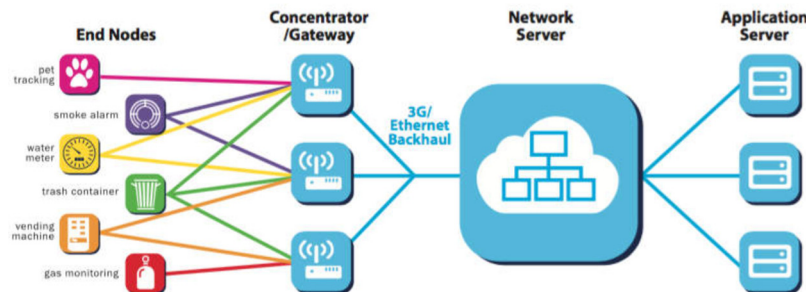 End Nodes
Concentrator
/Gateway
Network
Server
Application
Server
pet
tracking
smoke alarm
water
meter
trash container
vending
machine
gas monitoring
3G/
Ethernet
Backhaul